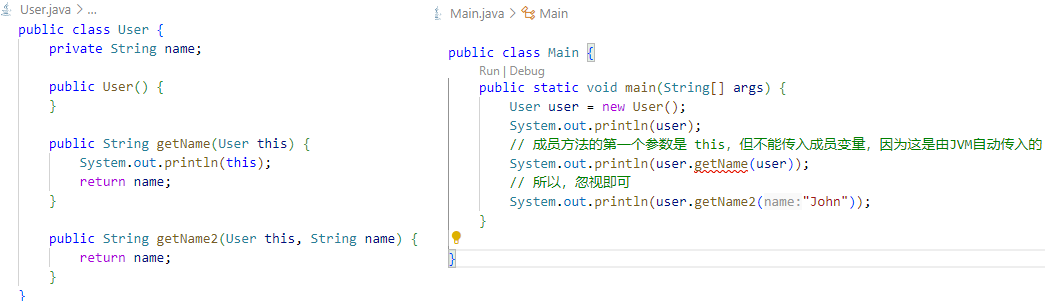 User.java > ...
public class User {
private String name;
public User() {
}
public String getName(User this) {
System.out.println(this);
return name;
}
public String getName2(User this, String name) {
return name;
}
}
Main.java > Main
public class Main {
Run | Debug
public static void main(String[] args) {
User user = new User();
System.out.println(user);
// 成员方法的第一个参数是 this，但不能传入成员变量，因为这是由JVM自动传入的
System.out.println(user.getName(user));
// 所以，忽视即可
System.out.println(user.getName2(name:"John"));
}
}